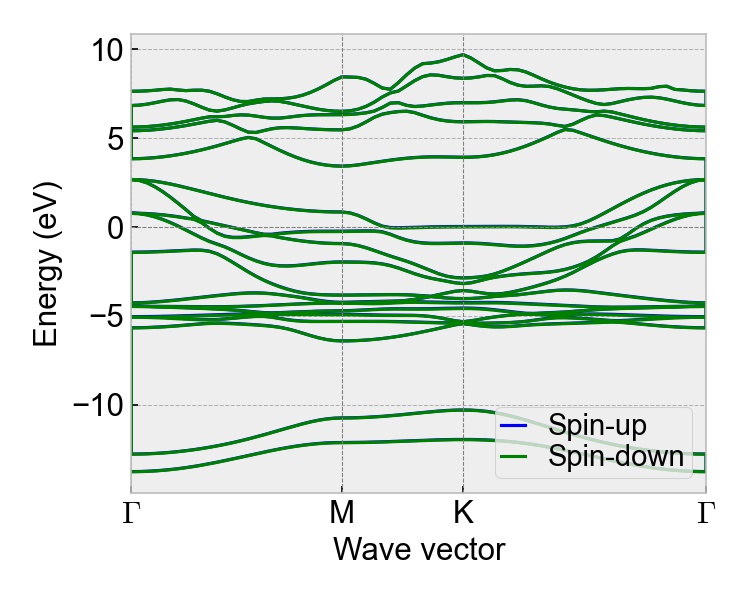 10
5
0
−5
−10
Energy (eV)
Spin-up
Spin-down
Γ M K Γ
Wave vector